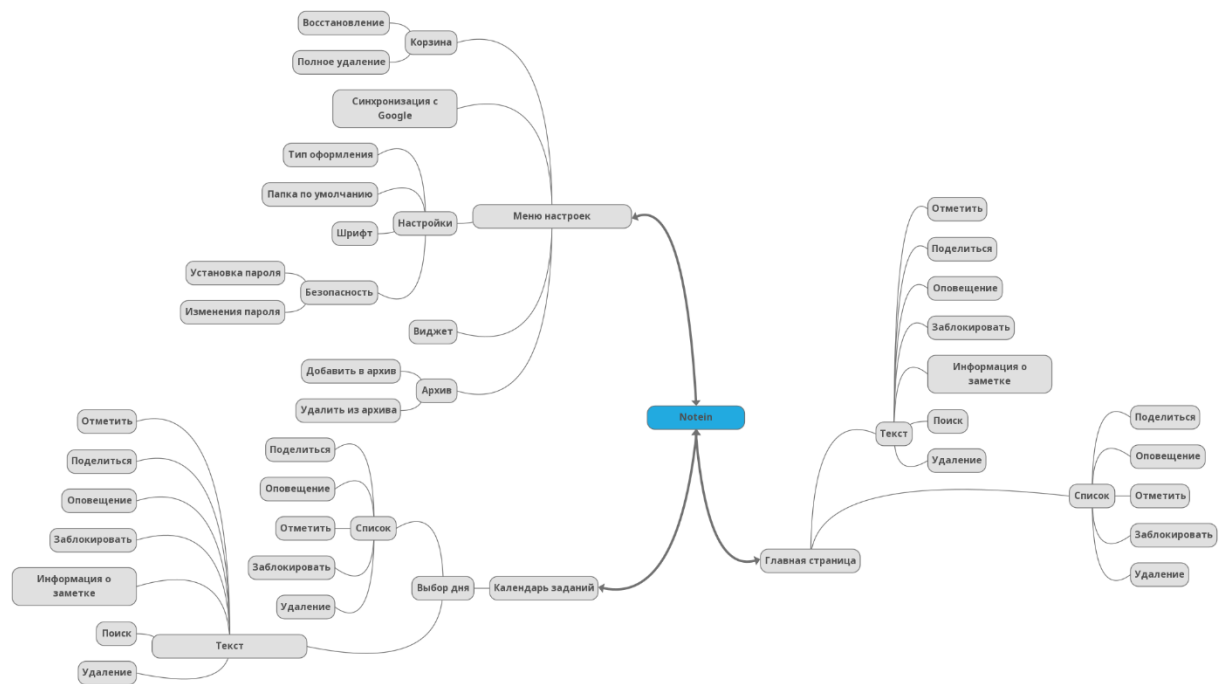 Восстановление
Корзина
Полное удаление
Синхронизация с
Google
Тип оформления
Папка по умолчанию
Меню настроек
Настройки
Шрифт
Установка пароля
Безопасность
Изменения пароля
Виджет
Добавить в архив
Архив
Удалить из архива
Notein
Отметить
Поделиться
Оповещение
Заблокировать
Информация о
заметке
Текст
Поиск
Удаление
Поделиться
Оповещение
Список
Отметить
Заблокировать
Удаление
Главная страница
Поделиться
Оповещение
Отметить
Список
Заблокировать
Удаление
Выбор дня
Календарь заданий
Отметить
Поделиться
Оповещение
Заблокировать
Информация о
заметке
Поиск
Текст
Удаление